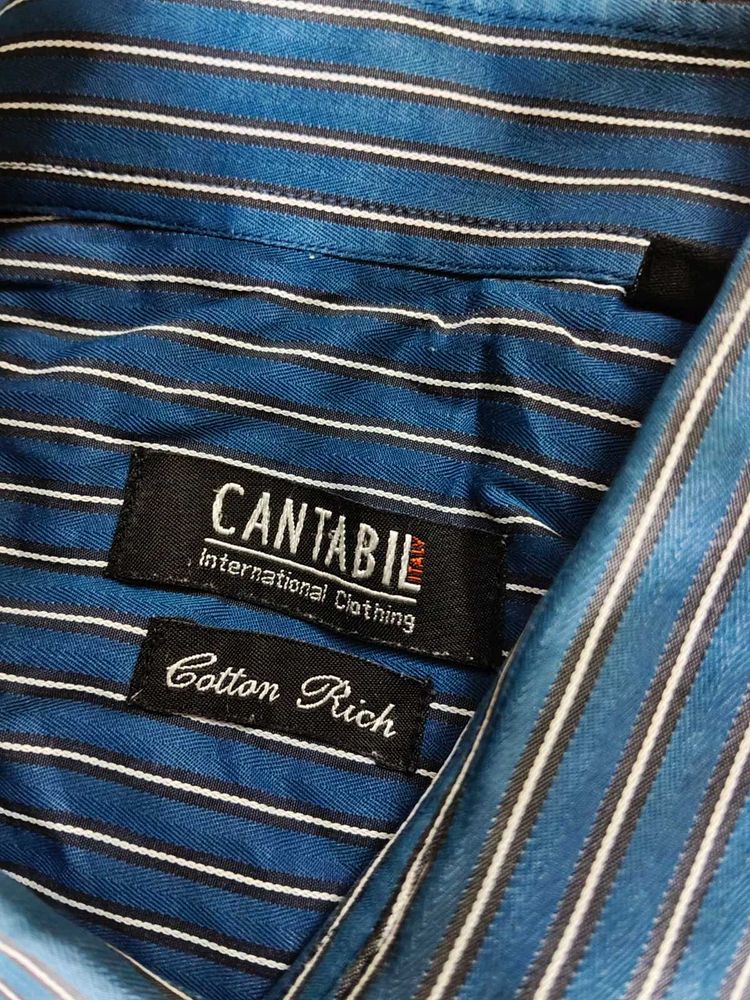 CANTABIL ITALY
International Clothing
Cotton Rich